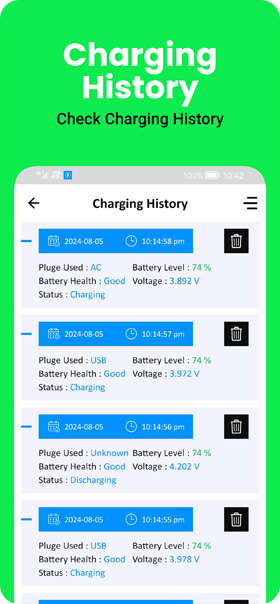 Charging
History
Check Charging History
100% 10:42
Charging History
2024-08-05 10:14:58 pm
Pluge Used : AC Battery Level : 74 %
Battery Health : Good Voltage : 3.892 V
Status : Charging
2024-08-05 10:14:57 pm
Pluge Used : USB Battery Level : 74 %
Battery Health : Good Voltage : 3.972 V
Status : Charging
2024-08-05 10:14:56 pm
Pluge Used : Unknown Battery Level : 74 %
Battery Health : Good Voltage : 4.202 V
Status : Discharging
2024-08-05 10:14:55 pm
Pluge Used : USB Battery Level : 74 %
Battery Health : Good Voltage : 3.978 V
Status : Charging